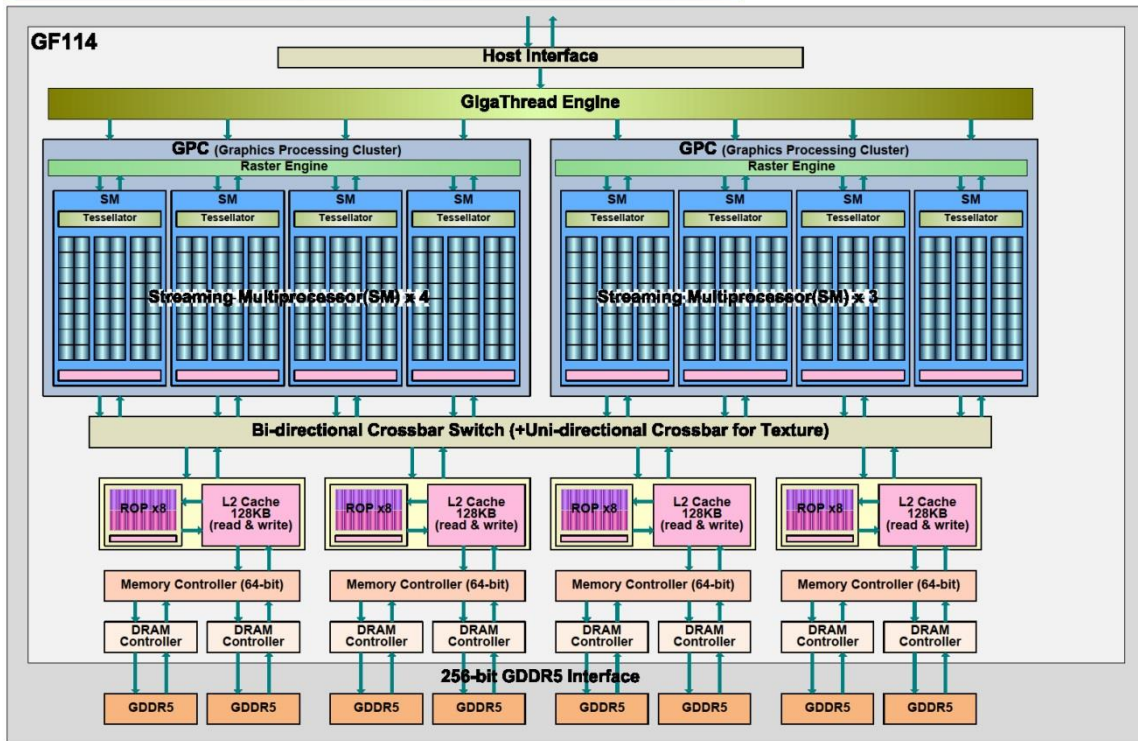 GF114
Host Interface
GigaThread Engine
GPC (Graphics Processing Cluster)
Raster Engine
SM
Tessellator
SM
Tessellator
SM
Tessellator
SM
Tessellator
Streaming Multiprocessor(SM) x 4
GPC (Graphics Processing Cluster)
Raster Engine
SM
Tessellator
SM
Tessellator
SM
Tessellator
SM
Tessellator
Streaming Multiprocessor(SM) x 3
Bi-directional Crossbar Switch (+Uni-directional Crossbar for Texture)
ROP x8
L2 Cache
128KB
(read & write)
ROP x8
L2 Cache
128KB
(read & write)
ROP x8
L2 Cache
128KB
(read & write)
ROP x8
L2 Cache
128KB
(read & write)
Memory Controller (64-bit)
Memory Controller (64-bit)
Memory Controller (64-bit)
Memory Controller (64-bit)
DRAM
Controller
DRAM
Controller
DRAM
Controller
DRAM
Controller
DRAM
Controller
DRAM
Controller
DRAM
Controller
DRAM
Controller
256-bit GDDR5 Interface
GDDR5
GDDR5
GDDR5
GDDR5
GDDR5
GDDR5
GDDR5
GDDR5